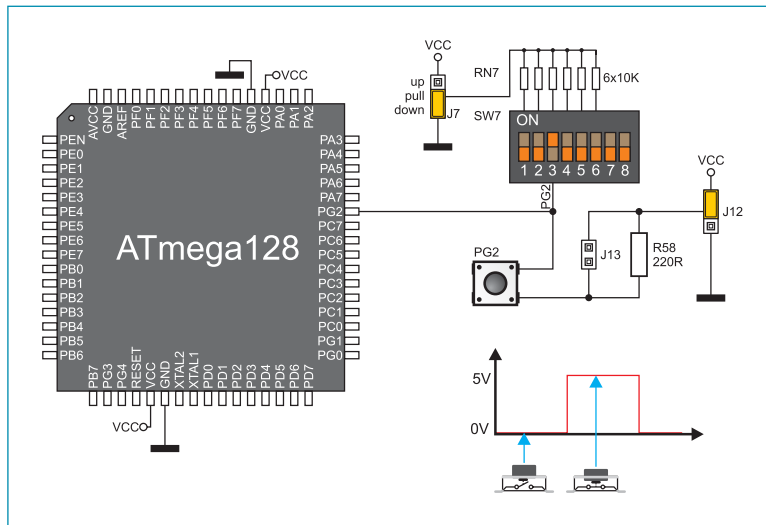 VCC
RN7
6x10K
up
pull
down
J7
SW7
ON
1 2 3 4 5 6 7 8
PG2
VCC
J12
J13
R58
220R
PG2
VCC
AVCC
GND
AREF
PF0
PF1
PF2
PF3
PF4
PF5
PF6
PF7
GND
VCC
PA0
PA1
PA2
PEN
PE0
PE1
PE2
PE3
PE4
PE5
PE6
PE7
PB0
PB1
PB2
PB3
PB4
PB5
PB6
ATmega128
PA3
PA4
PA5
PA6
PA7
PG2
PC7
PC6
PC5
PC4
PC3
PC2
PC1
PC0
PG1
PG0
PB7
PG3
PG4
RESET
VCC
GND
XTAL2
XTAL1
PD0
PD1
PD2
PD3
PD4
PD5
PD6
PD7
VCC
5V
0V